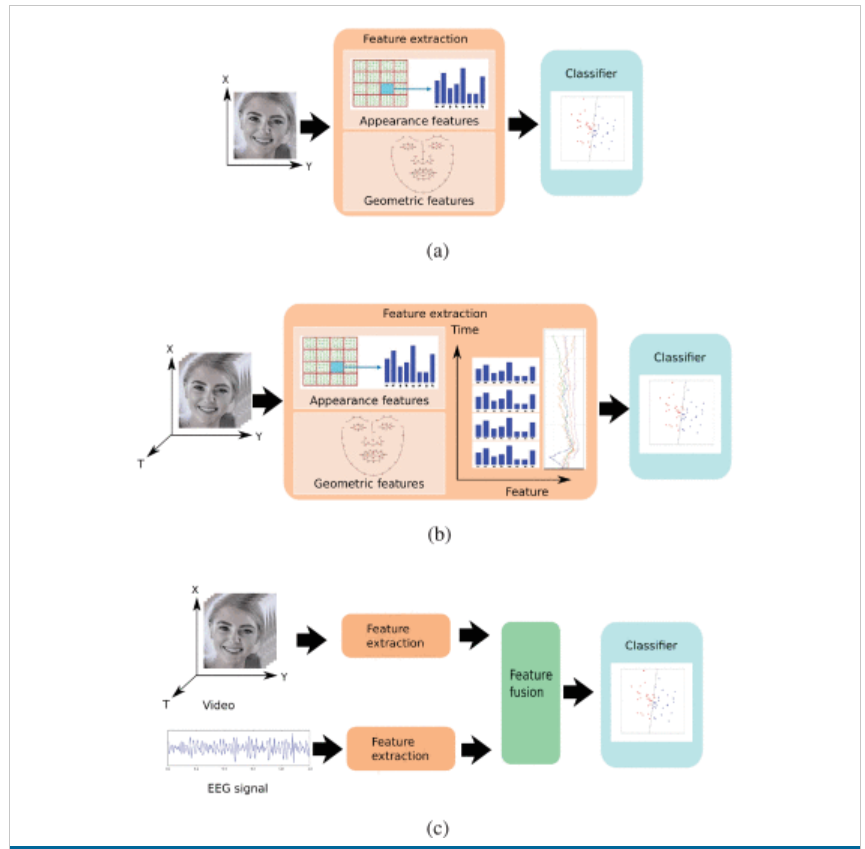 Feature extraction
X
Appearance features
Geometric features
Y
Classifier
(a)
Feature extraction
Time
X
Appearance features
Geometric features
Y
T
Feature
Classifier
(b)
X
Y
T
Video
Feature
extraction
Feature
fusion
Classifier
Feature
extraction
EEG signal
(c)